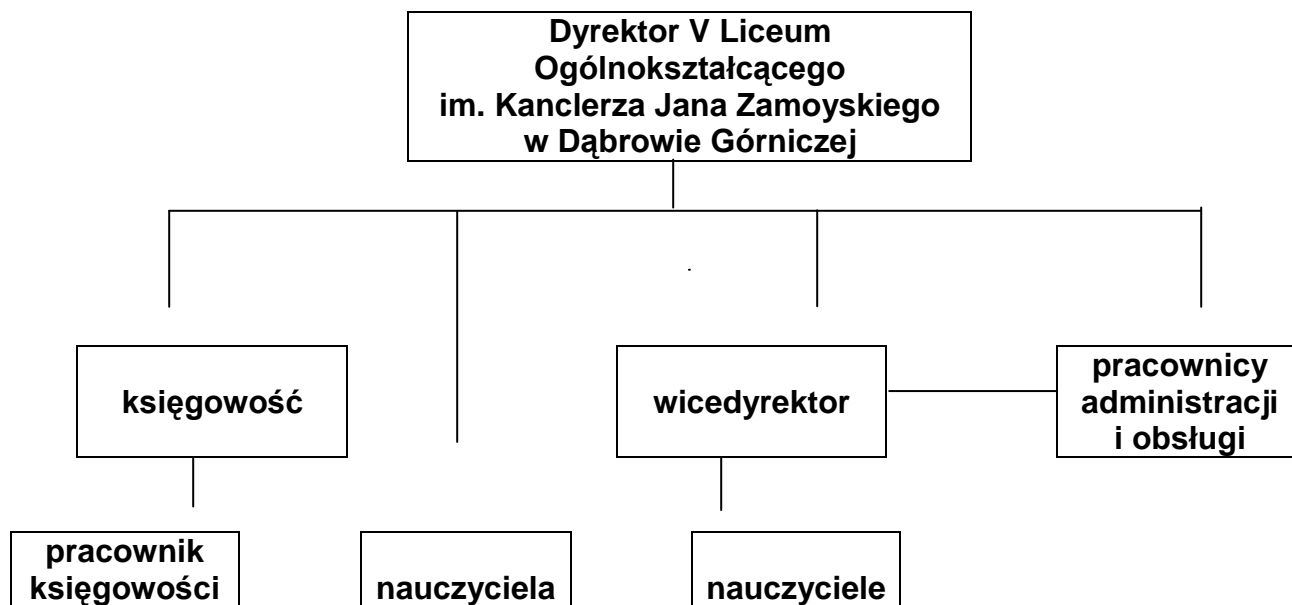 Dyrektor V Liceum
Ogólnokształcącego
im. Kanclerza Jana Zamoyskiego
w Dąbrowie Górniczej
księgowość
wicedyrektor
pracownicy
administracji
i obsługi
pracownik
księgowości
nauczyciela
nauczyciele